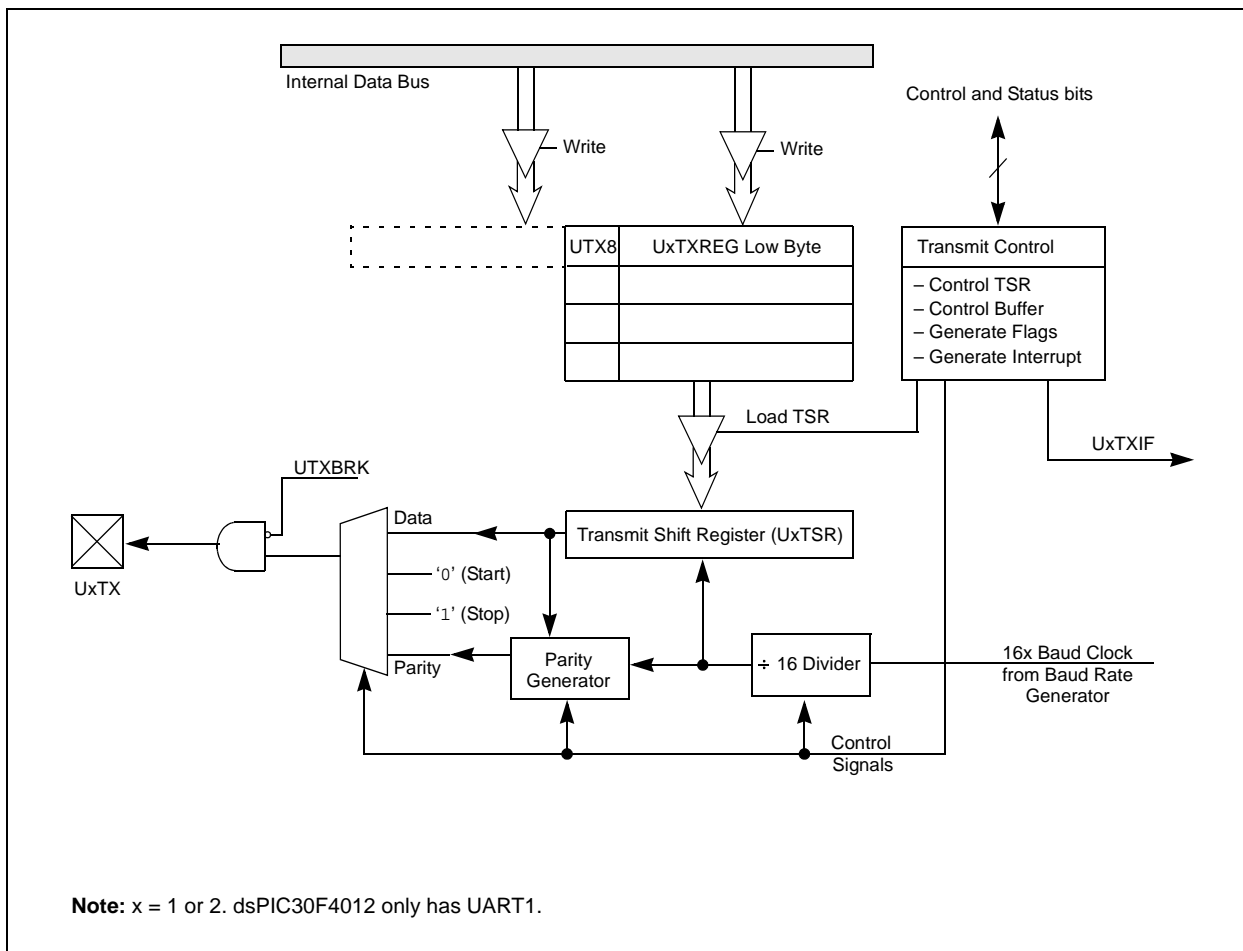 Internal Data Bus
Control and Status bits
Write
Write
UTX8
UxTXREG Low Byte
Transmit Control
– Control TSR
– Control Buffer
– Generate Flags
– Generate Interrupt
Load TSR
UxTXIF
UTXBRK
Data
Transmit Shift Register (UxTSR)
UxTX
‘0’ (Start)
‘1’ (Stop)
Parity
Parity
Generator
÷ 16 Divider
16x Baud Clock
from Baud Rate
Generator
Control
Signals
Note: x = 1 or 2. dsPIC30F4012 only has UART1.